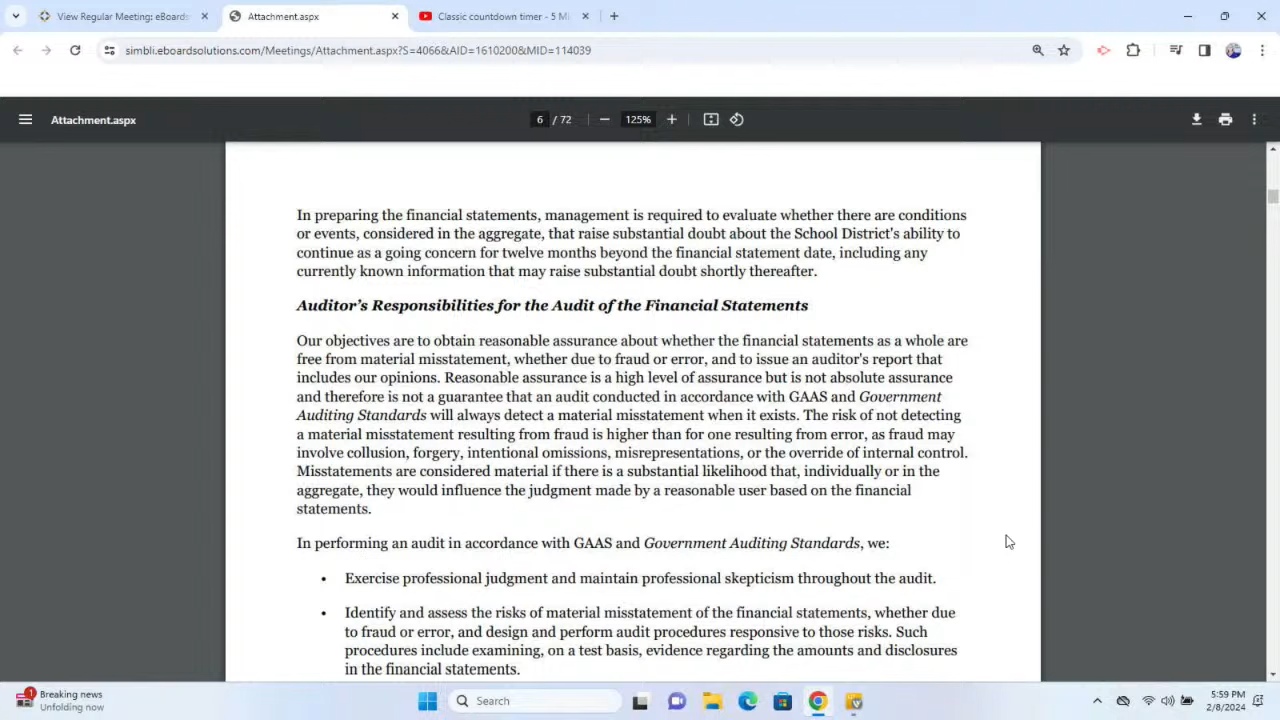 View Regular Meeting: eBoard
Attachment.aspx
Classic countdown timer - 5 Mi
simbli.eboardsolutions.com/Meetings/Attachment.aspx?S=4066&AID=1610200&MID=114039
Attachment.aspx
6 / 72
125%
In preparing the financial statements, management is required to evaluate whether there are conditions
or events, considered in the aggregate, that raise substantial doubt about the School District's ability to
continue as a going concern for twelve months beyond the financial statement date, including any
currently known information that may raise substantial doubt shortly thereafter.
Auditor's Responsibilities for the Audit of the Financial Statements
Our objectives are to obtain reasonable assurance about whether the financial statements as a whole are
free from material misstatement, whether due to fraud or error, and to issue an auditor's report that
includes our opinions. Reasonable assurance is a high level of assurance but is not absolute assurance
and therefore is not a guarantee that an audit conducted in accordance with GAAS and Government
Auditing Standards will always detect a material misstatement when it exists. The risk of not detecting
a material misstatement resulting from fraud is higher than for one resulting from error, as fraud may
involve collusion, forgery, intentional omissions, misrepresentations, or the override of internal control.
Misstatements are considered material if there is a substantial likelihood that, individually or in the
aggregate, they would influence the judgment made by a reasonable user based on the financial
statements.
In performing an audit in accordance with GAAS and Government Auditing Standards, we:
• Exercise professional judgment and maintain professional skepticism throughout the audit.
• Identify and assess the risks of material misstatement of the financial statements, whether due
to fraud or error, and design and perform audit procedures responsive to those risks. Such
procedures include examining, on a test basis, evidence regarding the amounts and disclosures
in the financial statements.
1
Breaking news
Unfolding now
Search
5:59 PM
2/8/2024